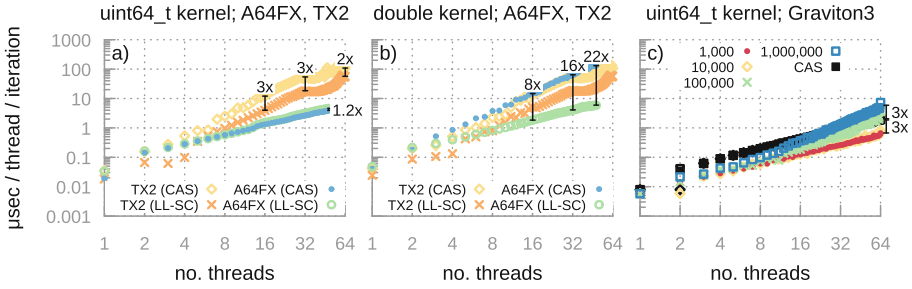 uint64_t kernel; A64FX, TX2
double kernel; A64FX, TX2
uint64_t kernel; Graviton3
µsec / thread / iteration
1000
100
10
1
0.1
0.01
0.001
a)
3x
3x
2x
1.2x
TX2 (CAS)
A64FX (CAS)
TX2 (LL-SC)
A64FX (LL-SC)
1 2 4 8 16 32 64
no. threads
b)
8x
16x
22x
TX2 (CAS)
A64FX (CAS)
TX2 (LL-SC)
A64FX (LL-SC)
1 2 4 8 16 32 64
no. threads
c)
1,000
1,000,000
10,000
CAS
100,000
3x
3x
1 2 4 8 16 32 64
no. threads